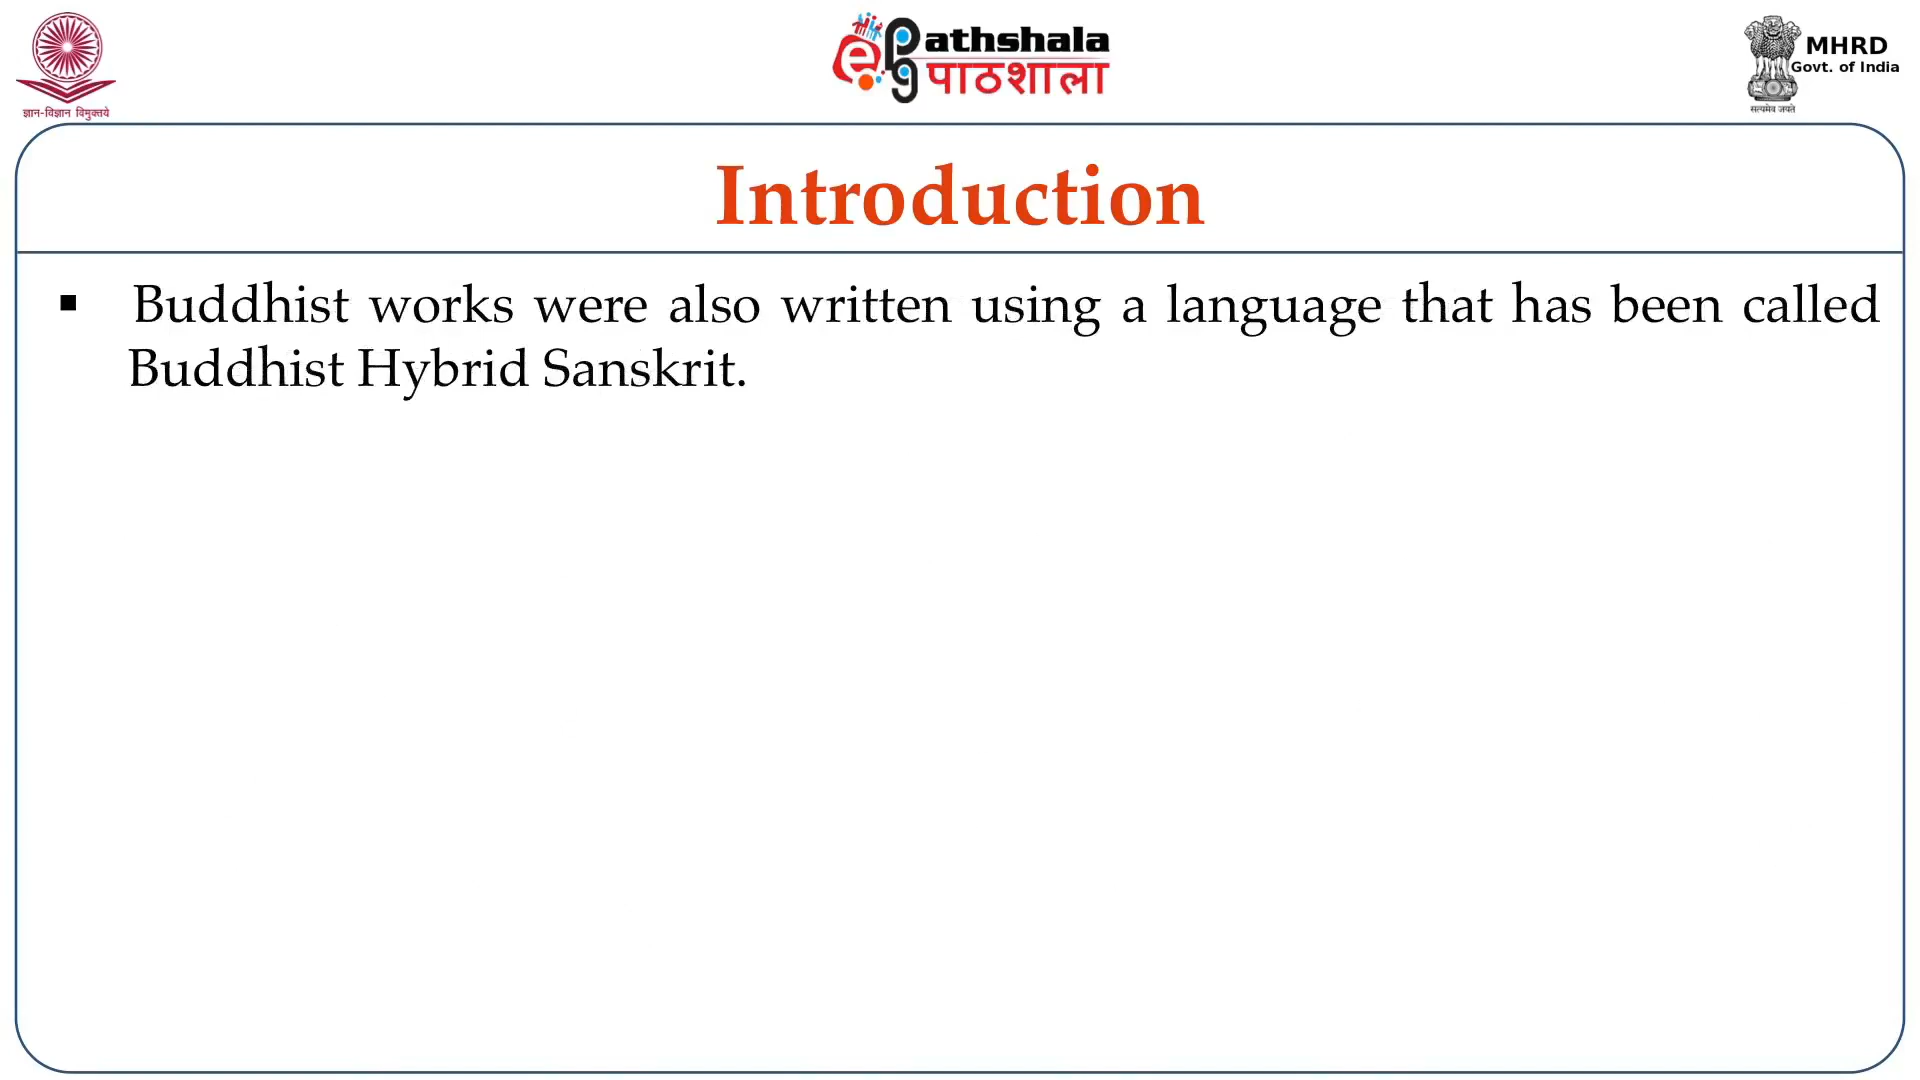 ज्ञान-विज्ञान विमुक्तये
ePathshala
पाठशाला
MHRD
Govt. of India
सत्यमेव जयते
Introduction
▪ Buddhist works were also written using a language that has been called
Buddhist Hybrid Sanskrit.